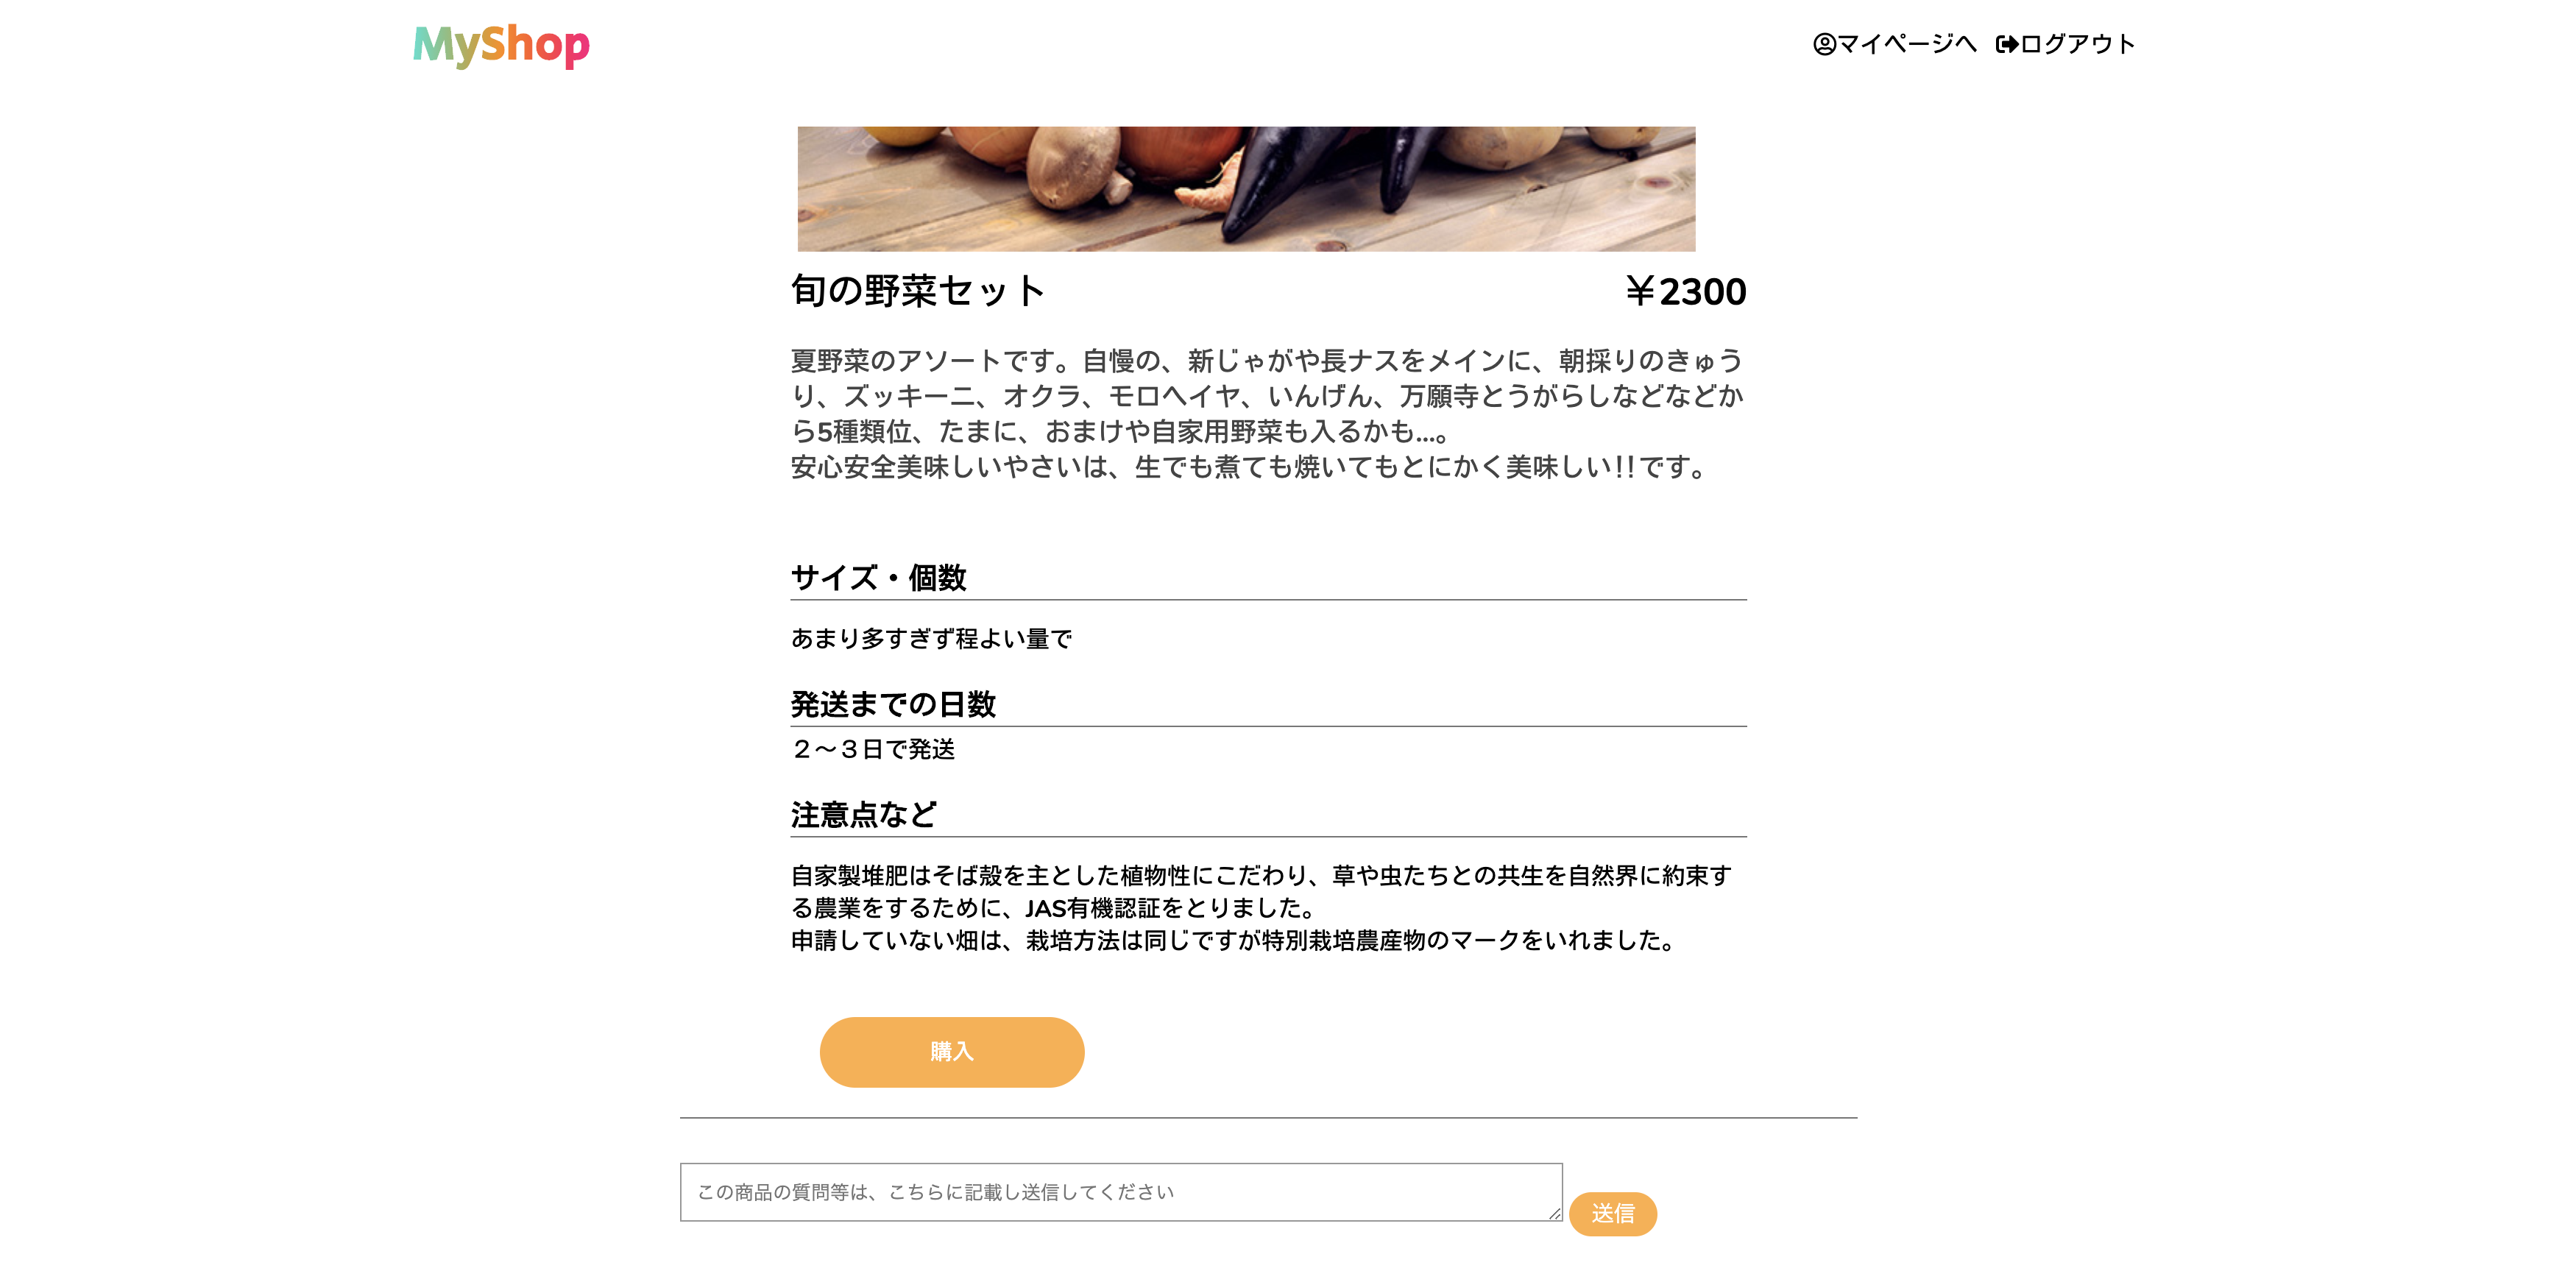 MyShop
マイページへ ログアウト
旬の野菜セット ￥2300
夏野菜のアソートです。自慢の、新じゃがや長ナスをメインに、朝採りのきゅう
り、ズッキーニ、オクラ、モロヘイヤ、いんげん、万願寺とうがらしなどなどか
ら5種類位、たまに、おまけや自家用野菜も入るかも...。
安心安全美味しいやさいは、生でも煮ても焼いてもとにかく美味しい!!です。
サイズ・個数
あまり多すぎず程よい量で
発送までの日数
２〜３日で発送
注意点など
自家製堆肥はそば殻を主とした植物性にこだわり、草や虫たちとの共生を自然界に約束す
る農業をするために、JAS有機認証をとりました。
申請していない畑は、栽培方法は同じですが特別栽培農産物のマークをいれました。
購入
この商品の質問等は、こちらに記載し送信してください
送信